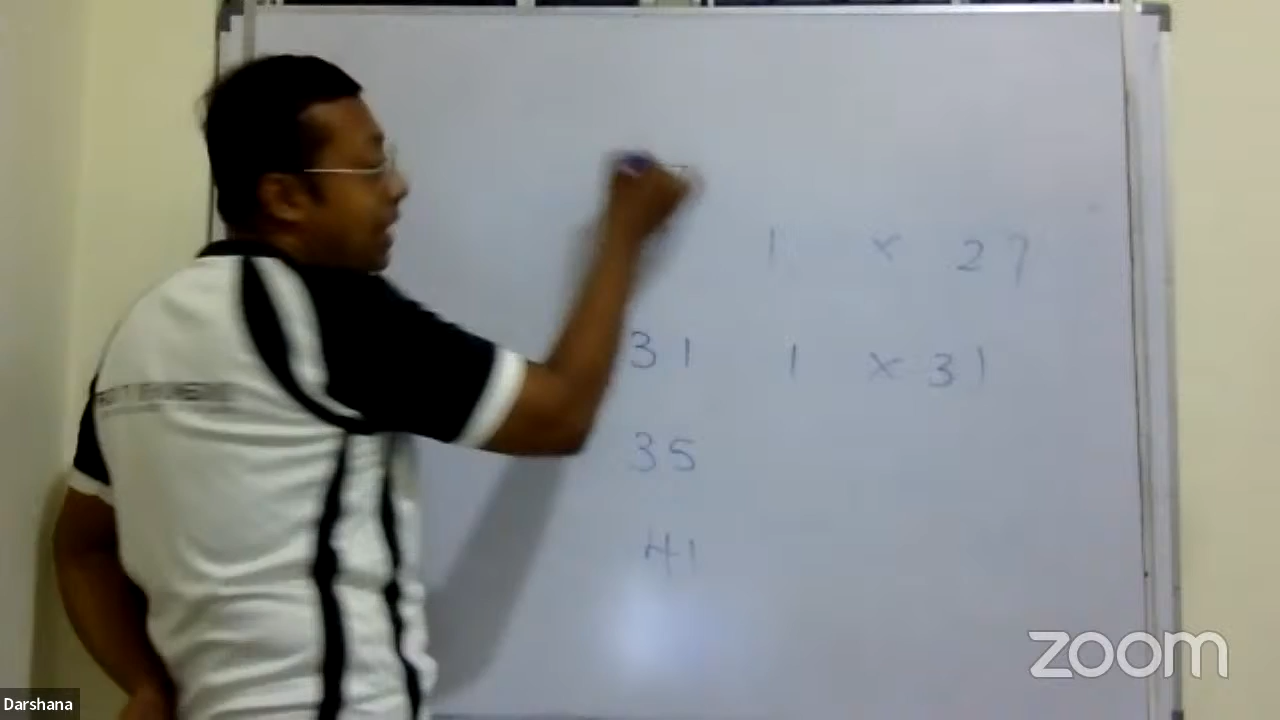 1 × 27
31 1 × 31
35
41
zoom
Darshana